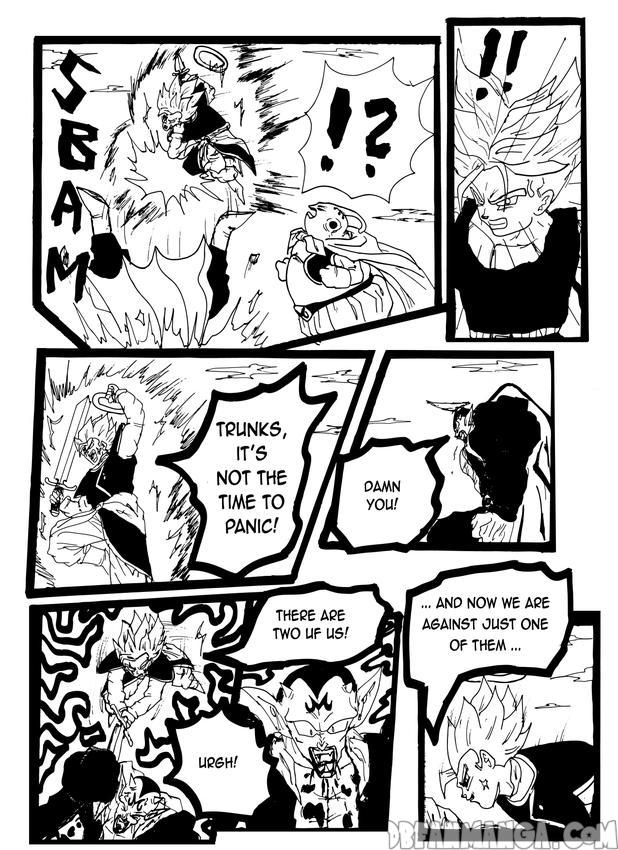 SBAM
!?
!!
TRUNKS,
IT'S
NOT THE
TIME TO
PANIC!
DAMN
YOU!
THERE ARE
TWO UF US!
URGH!
M
... AND NOW WE ARE
AGAINST JUST ONE
OF THEM ...
DBFANMANGA.COM